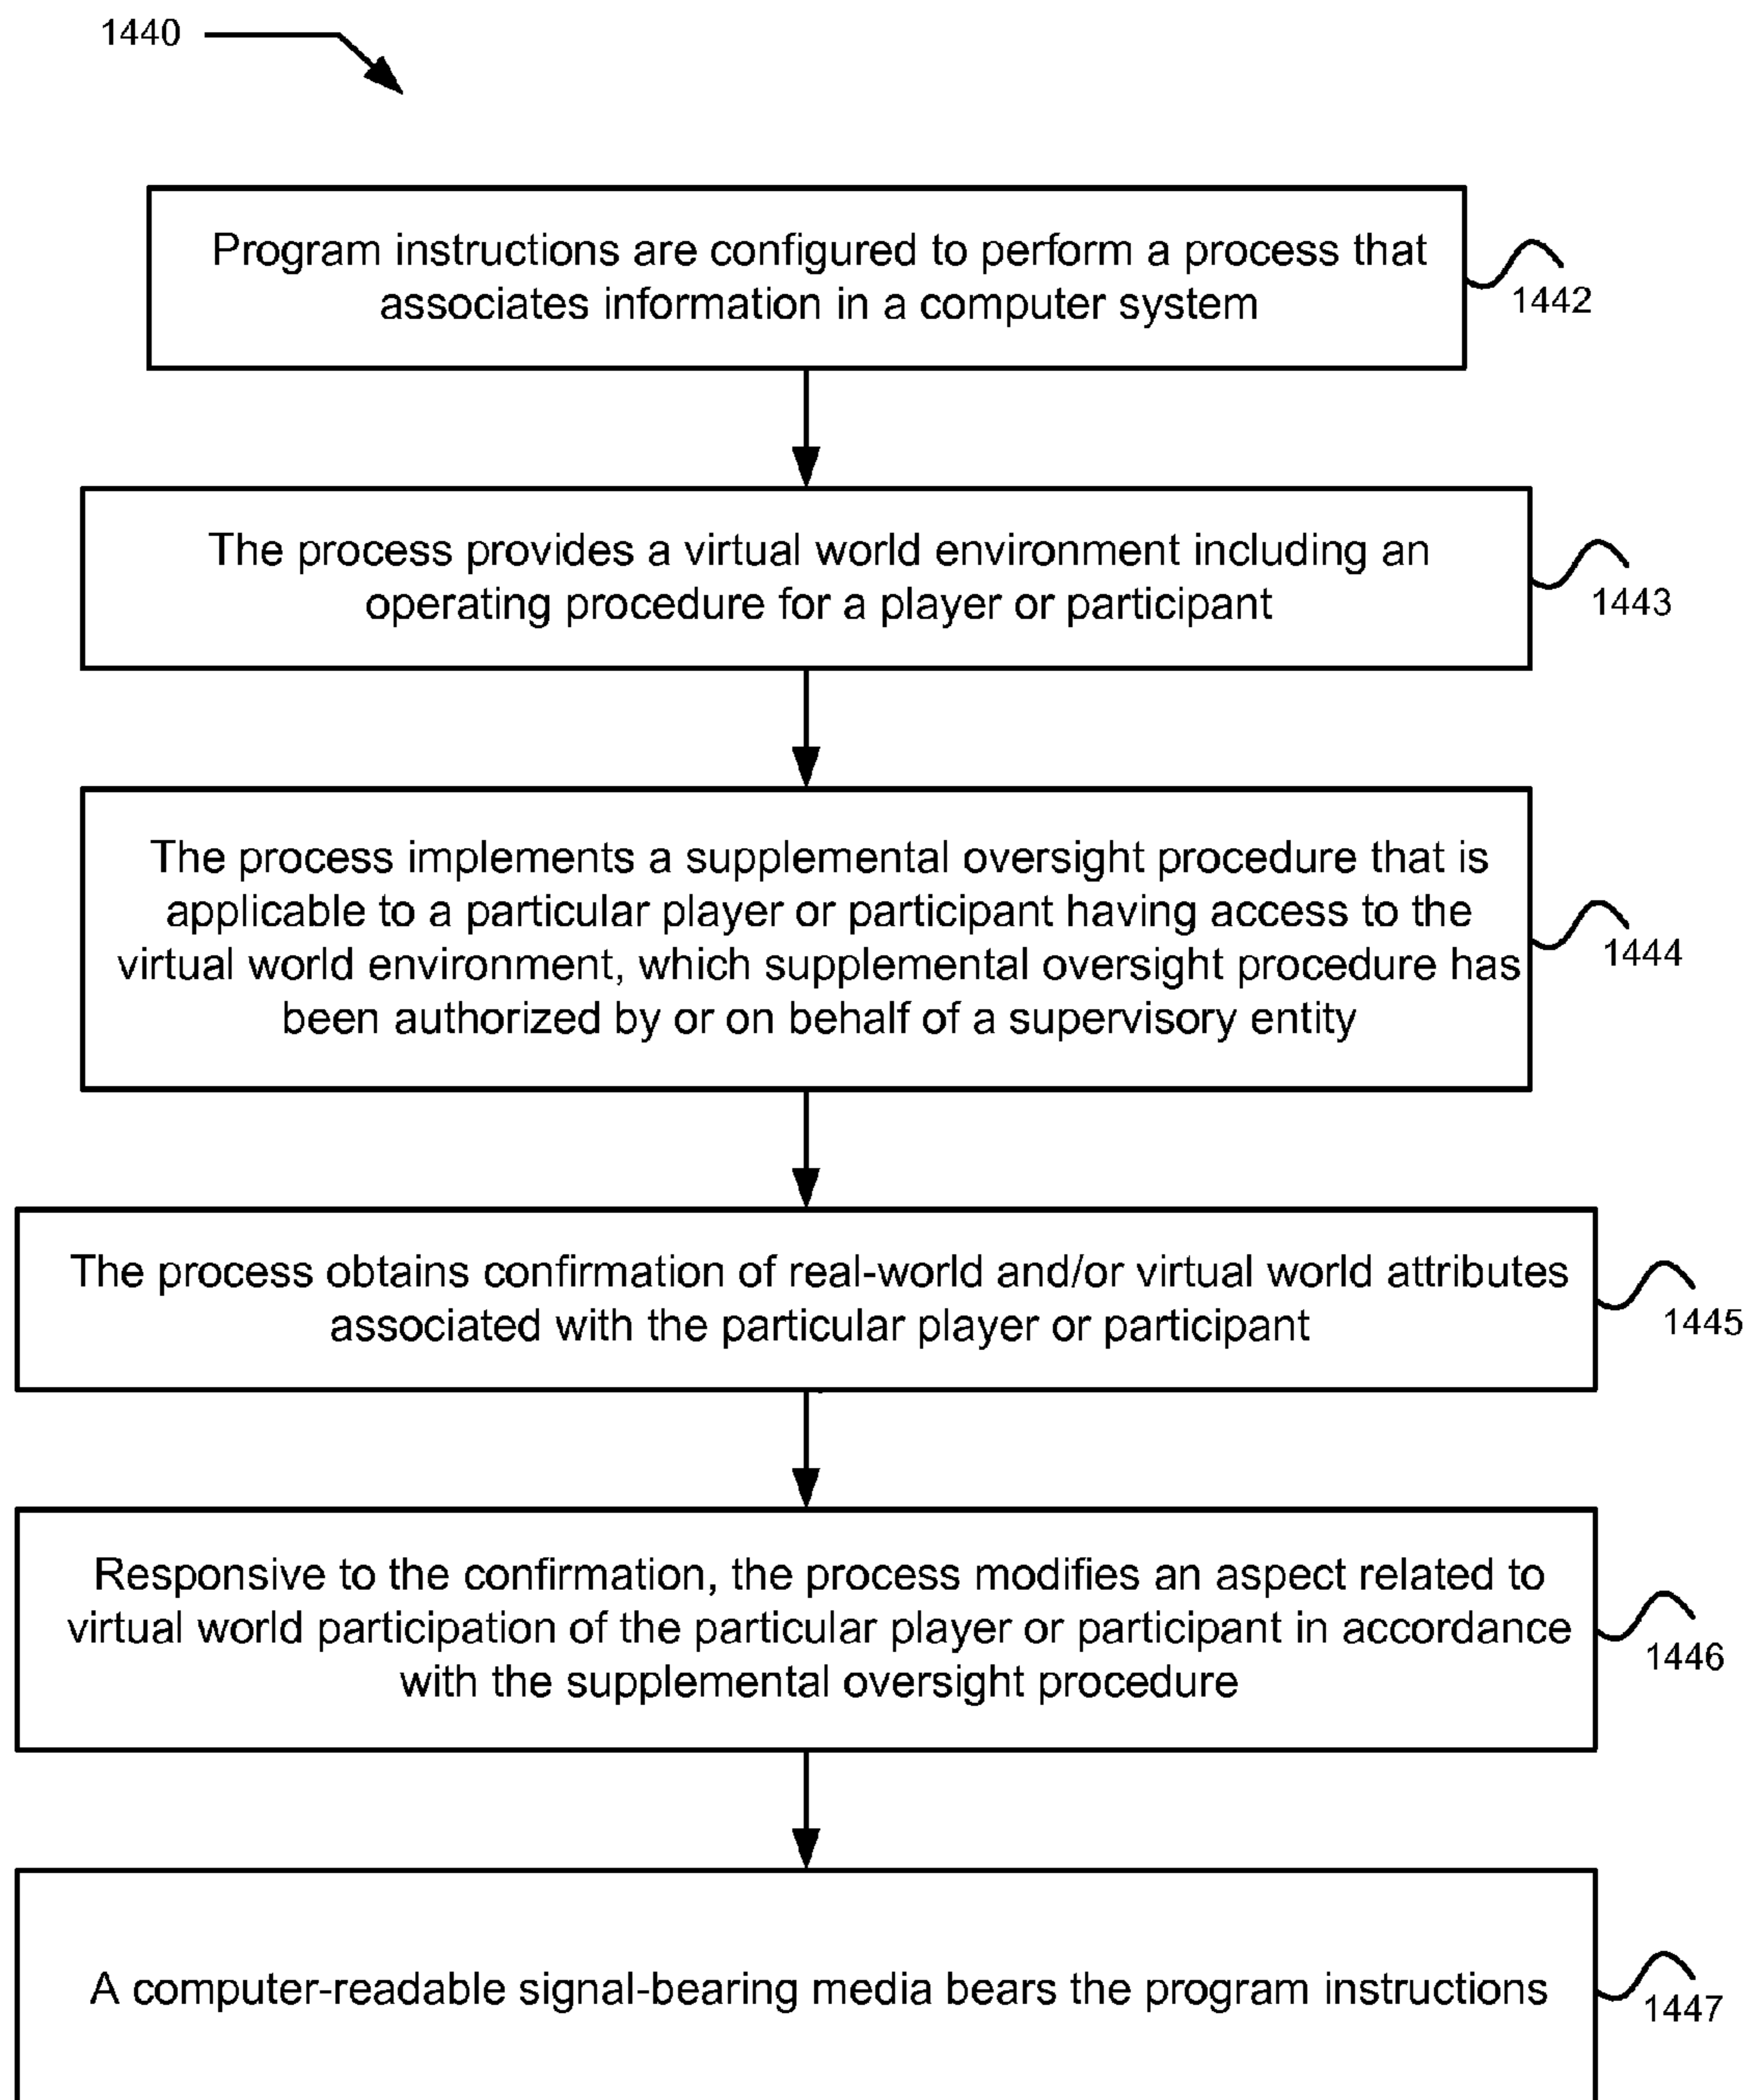 1440
Program instructions are configured to perform a process that
associates information in a computer system
1442
The process provides a virtual world environment including an
operating procedure for a player or participant
1443
The process implements a supplemental oversight procedure that is
applicable to a particular player or participant having access to the
virtual world environment, which supplemental oversight procedure has
been authorized by or on behalf of a supervisory entity
1444
The process obtains confirmation of real-world and/or virtual world attributes
associated with the particular player or participant
1445
Responsive to the confirmation, the process modifies an aspect related to
virtual world participation of the particular player or participant in accordance
with the supplemental oversight procedure
1446
A computer-readable signal-bearing media bears the program instructions
1447